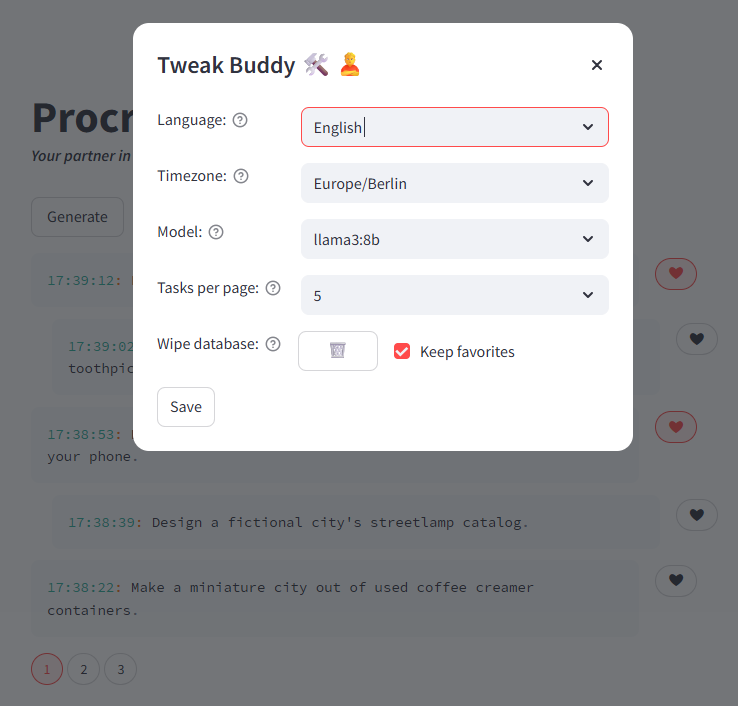 Tweak Buddy
Procr
Your partner in
Language:
English
Timezone:
Europe/Berlin
Model:
llama3:8b
Tasks per page:
5
Wipe database:
Keep favorites
Save
Generate
17:39:12:
17:39:02
toothpic
17:38:53:
your phone.
17:38:39: Design a fictional city's streetlamp catalog.
17:38:22: Make a miniature city out of used coffee creamer
containers.
1 2 3